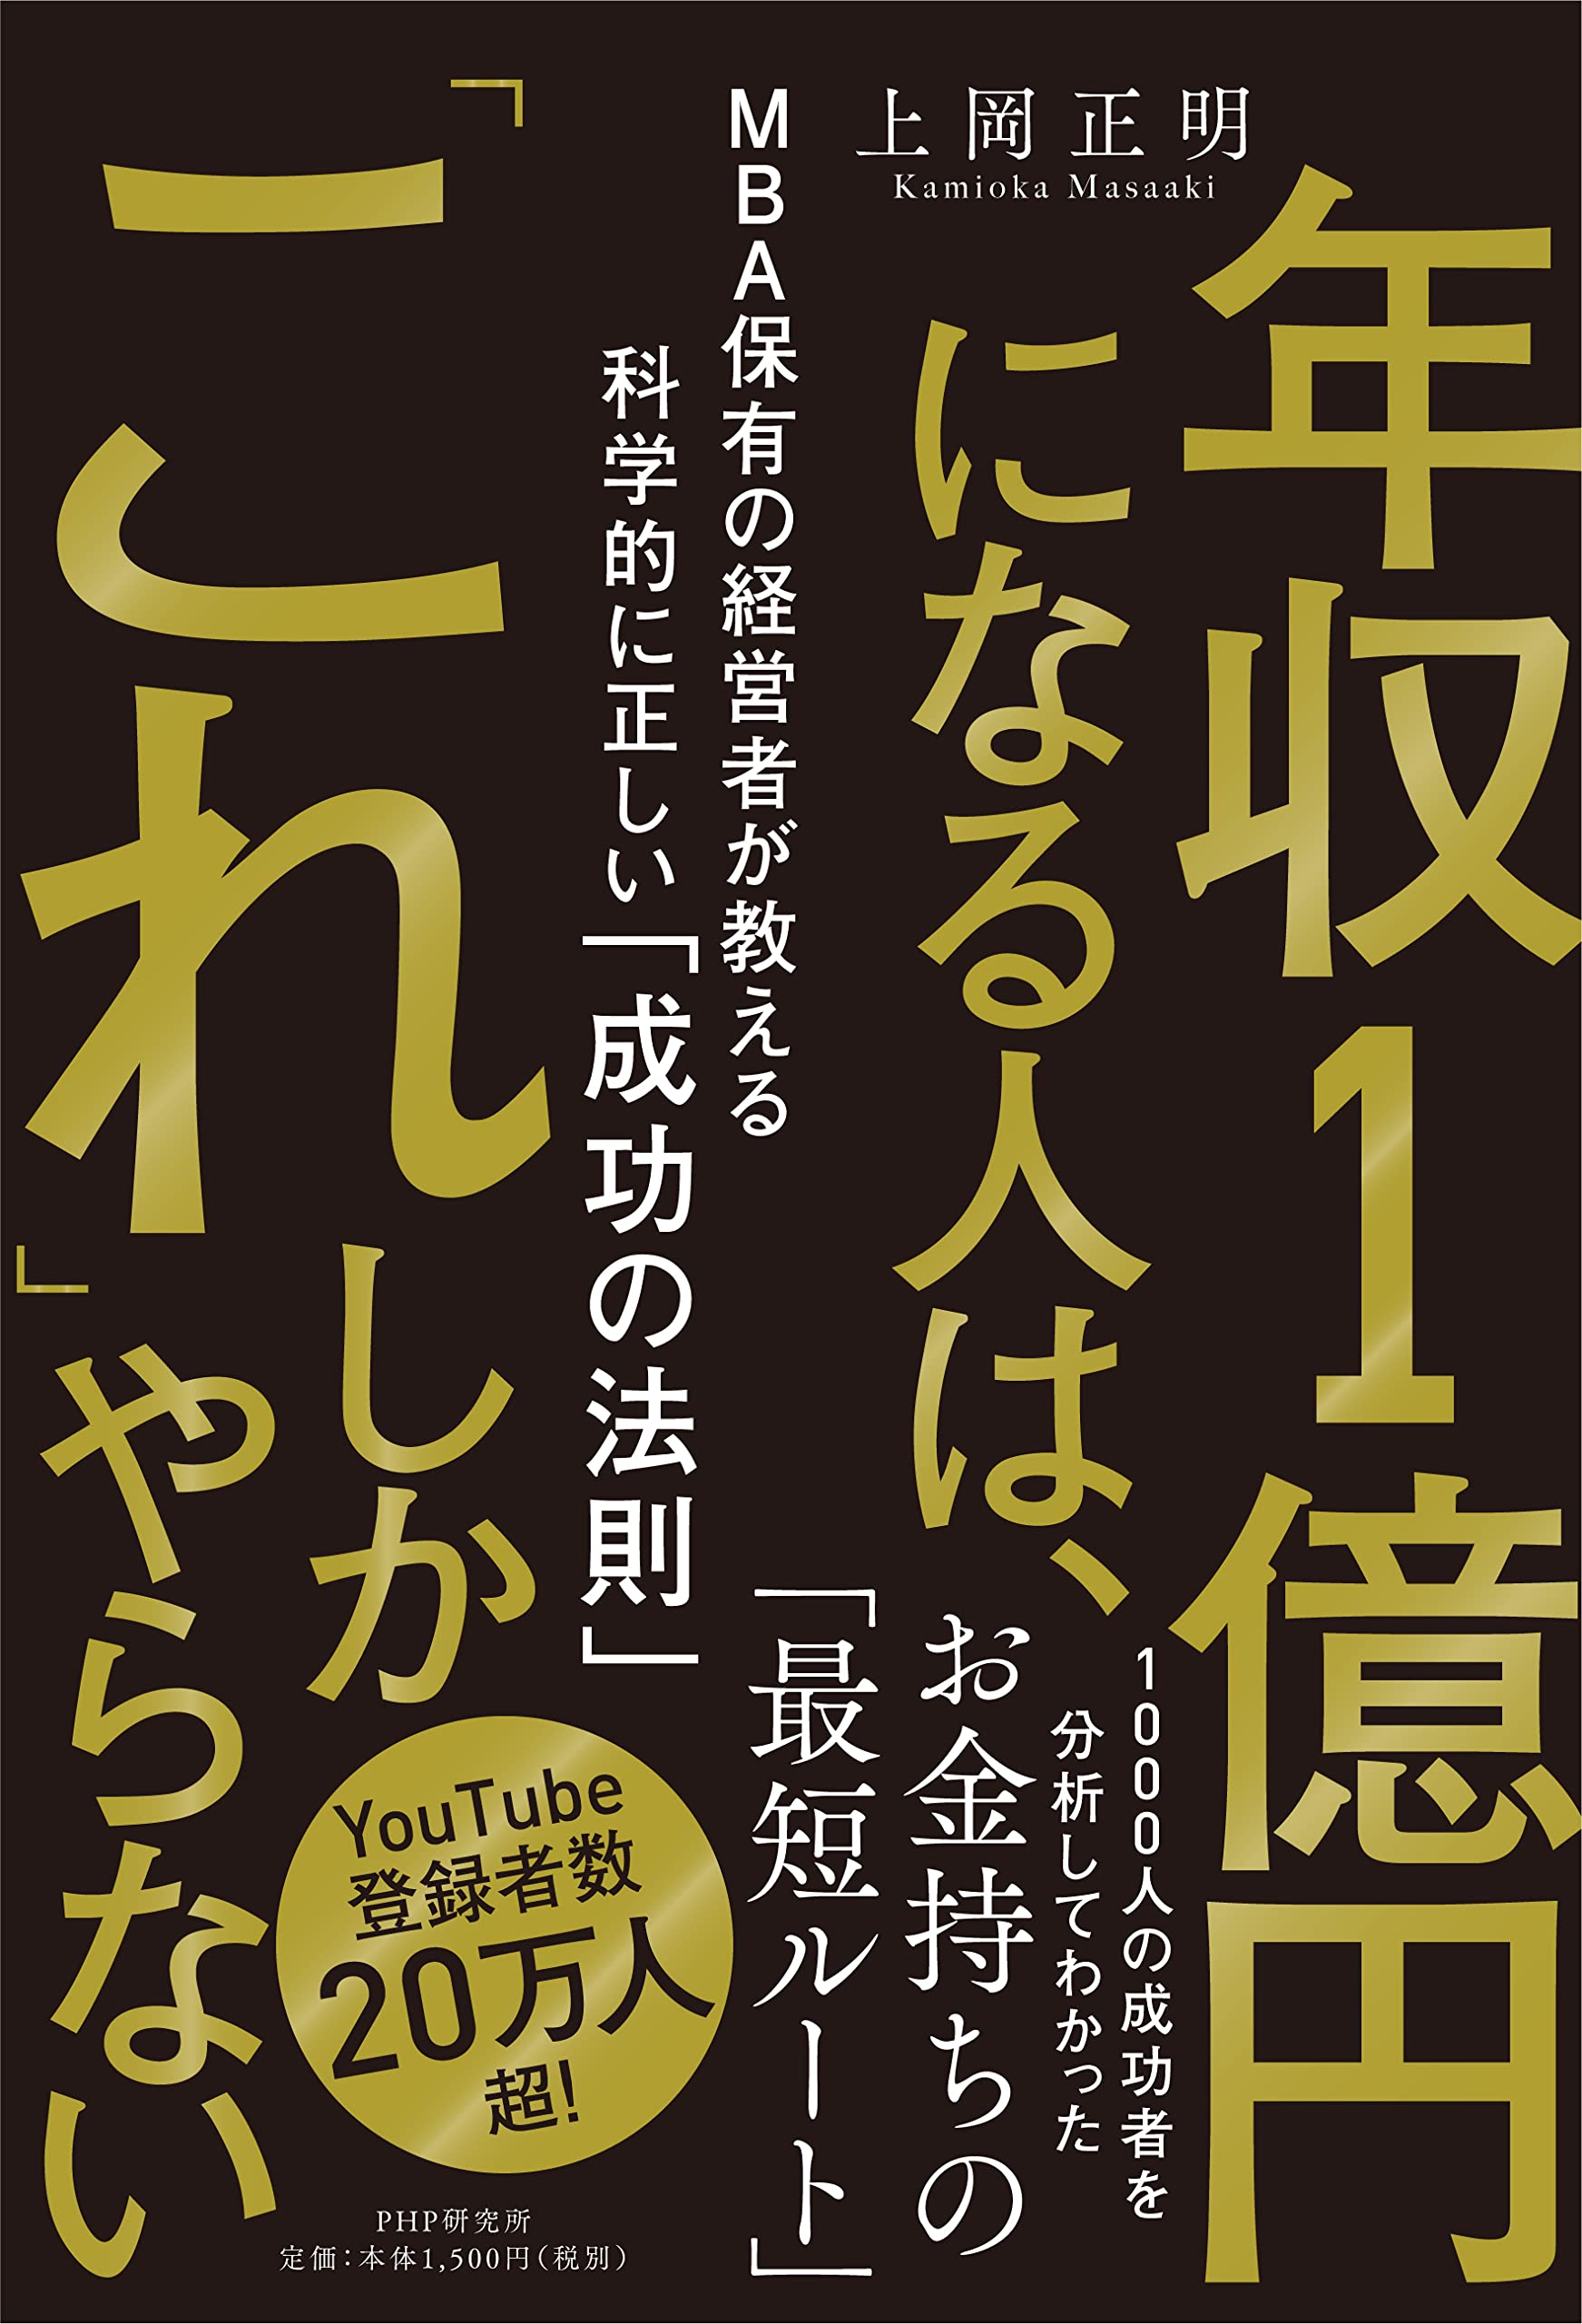 上岡正明
Kamioka Masaaki
年収1億円
になる人は、
「これ」しか
やらない
1000人の成功者を
分析してわかった
お金持ちの
「最短ルート」
MBA保有の経営者が教える
科学的に正しい「成功の法則」
YouTube
登録者数
20万人
超!
PHP研究所
定価:本体1,500円(税別)